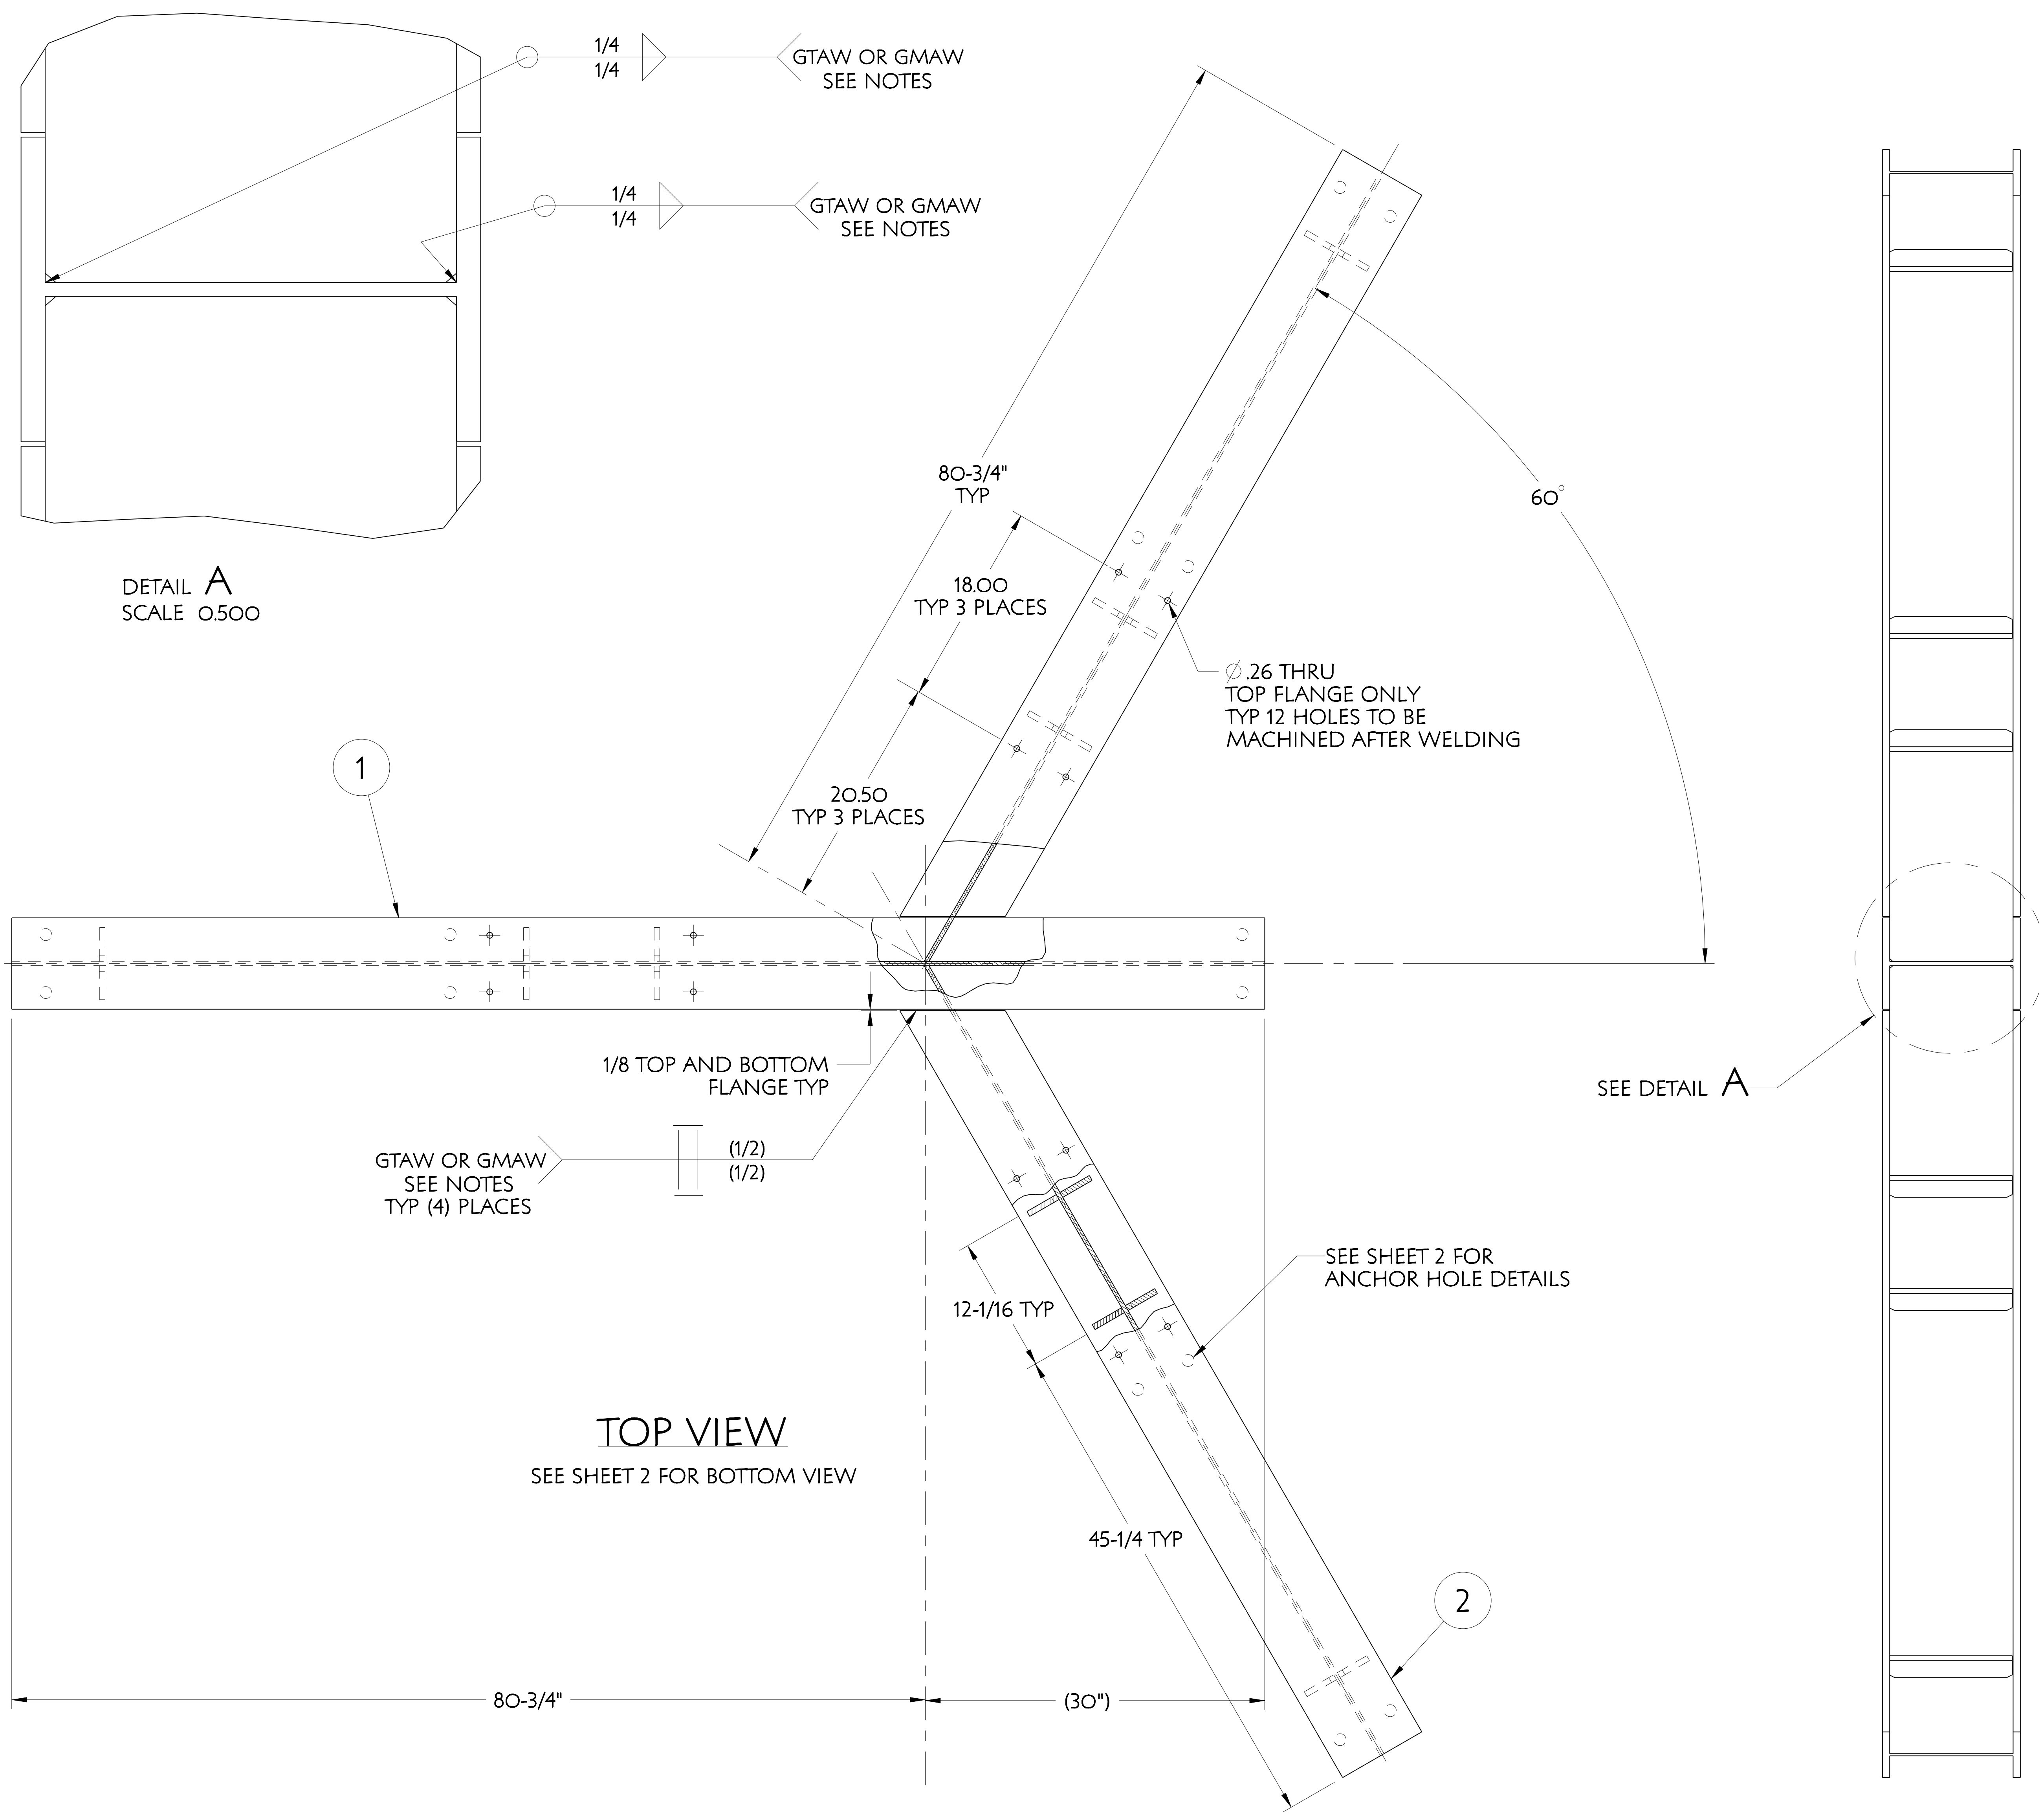 1/4
1/4
GTAW OR GMAW
SEE NOTES
1/4
1/4
GTAW OR GMAW
SEE NOTES
DETAIL A
SCALE 0.500
80-3/4"
TYP
60°
18.00
TYP 3 PLACES
Ø.26 THRU
TOP FLANGE ONLY
TYP 12 HOLES TO BE
MACHINED AFTER WELDING
1
20.50
TYP 3 PLACES
1/8 TOP AND BOTTOM
FLANGE TYP
SEE DETAIL A
(1/2)
(1/2)
GTAW OR GMAW
SEE NOTES
TYP (4) PLACES
SEE SHEET 2 FOR
ANCHOR HOLE DETAILS
12-1/16 TYP
TOP VIEW
SEE SHEET 2 FOR BOTTOM VIEW
45-1/4 TYP
2
80-3/4"
(30")